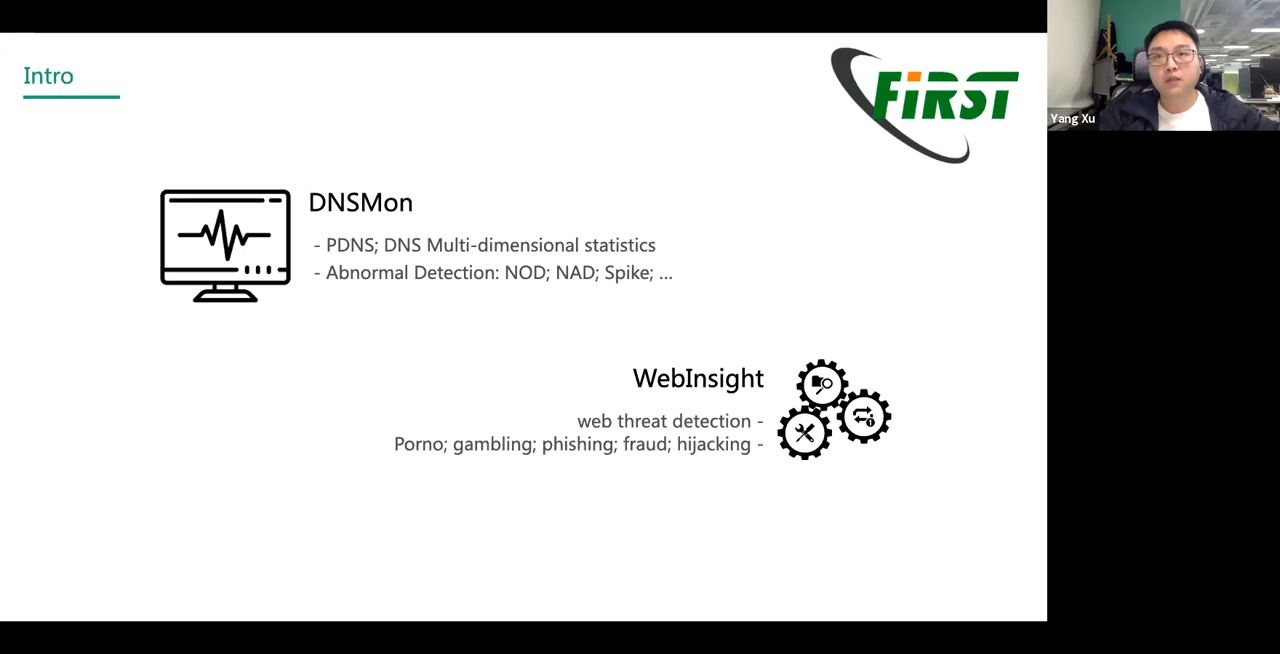 Intro
FiRST
Yang Xu
DNSMon
- PDNS; DNS Multi-dimensional statistics
- Abnormal Detection: NOD; NAD; Spike; ...
WebInsight
web threat detection -
Porno; gambling; phishing; fraud; hijacking -